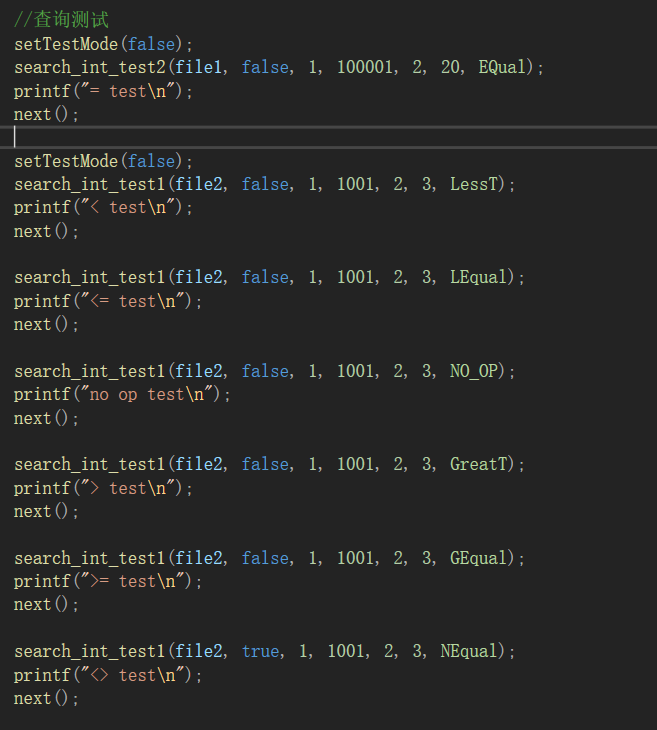 //查询测试
setTestMode(false);
search_int_test2(file1, false, 1, 100001, 2, 20, EQual);
printf("= test\n");
next();
setTestMode(false);
search_int_test1(file2, false, 1, 1001, 2, 3, LessT);
printf("< test\n");
next();
search_int_test1(file2, false, 1, 1001, 2, 3, LEqual);
printf("<= test\n");
next();
search_int_test1(file2, false, 1, 1001, 2, 3, NO_OP);
printf("no op test\n");
next();
search_int_test1(file2, false, 1, 1001, 2, 3, GreatT);
printf("> test\n");
next();
search_int_test1(file2, false, 1, 1001, 2, 3, GEqual);
printf(">= test\n");
next();
search_int_test1(file2, true, 1, 1001, 2, 3, NEqual);
printf("<> test\n");
next();